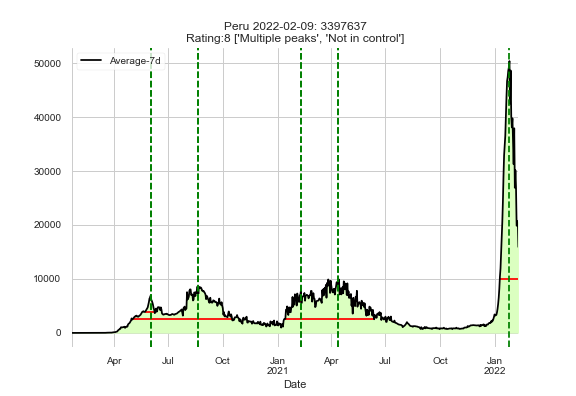 Peru 2022-02-09: 3397637
Rating:8 ['Multiple peaks', 'Not in control']
Average-7d
50000
40000
30000
20000
10000
0
Apr Jul Oct Jan Apr Jul Oct Jan
2021 2022
Date